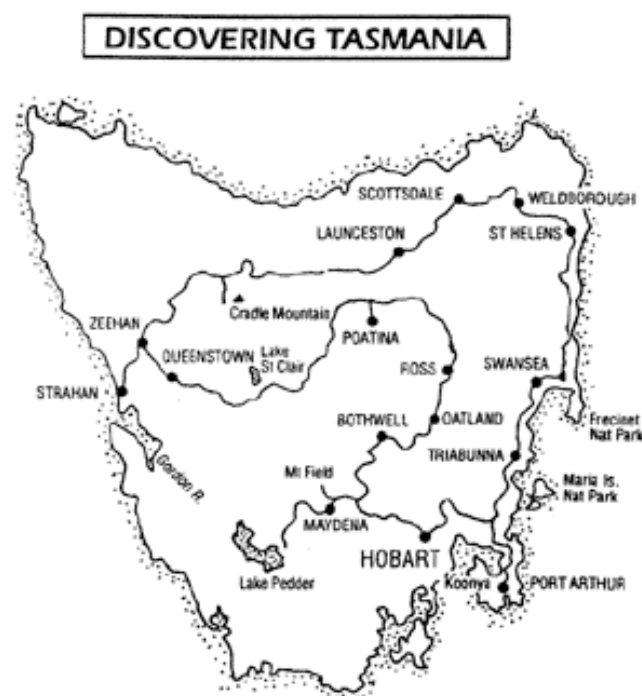 DISCOVERING TASMANIA
SCOTTSDALE
WELDBOROUGH
LAUNCESTON
ST HELENS
Cradle Mountain
ZEEHAN
POATINA
QUEENSTOWN
Lake
St Clair
ROSS
SWANSEA
STRAHAN
BOTHWELL
OATLAND
Frecinet
Nat Park
TRIABUNNA
Gordon R.
Mt Field
Maria Is.
Nat Park
MAYDENA
HOBART
Lake Pedder
Koonya
PORT ARTHUR